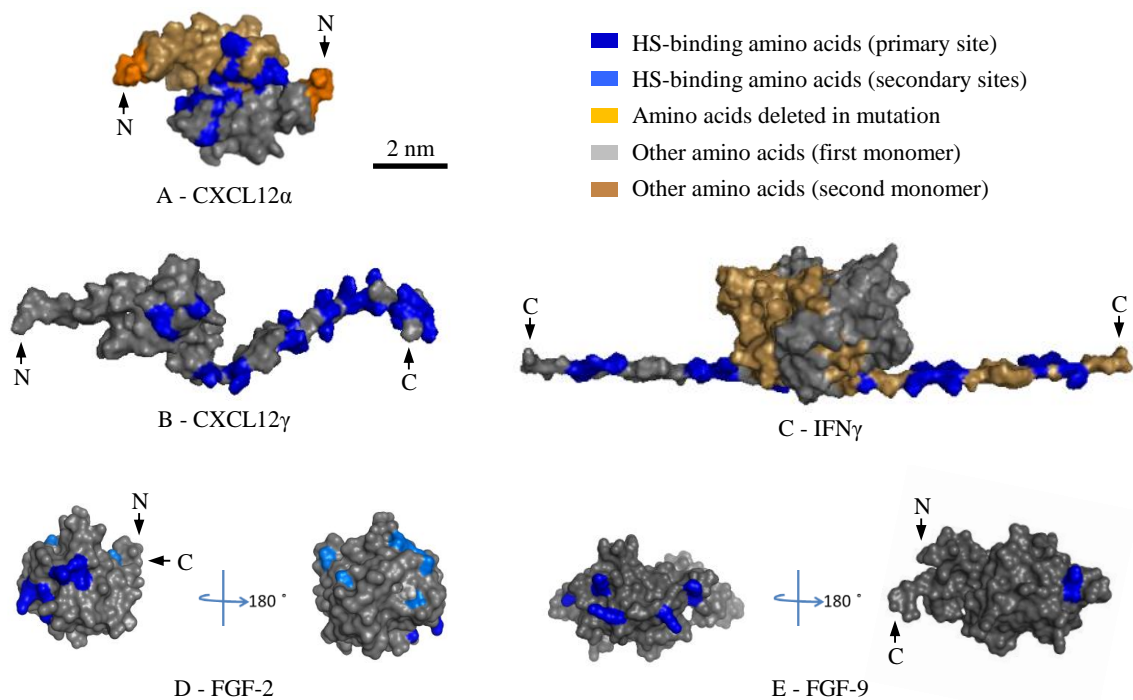 N
N
N
2 nm
A - CXCL12α
HS-binding amino acids (primary site)
HS-binding amino acids (secondary sites)
Amino acids deleted in mutation
Other amino acids (first monomer)
Other amino acids (second monomer)
N
C
B - CXCL12γ
C
C
C - IFNγ
N
C
180 °
D - FGF-2
180 °
N
C
E - FGF-9